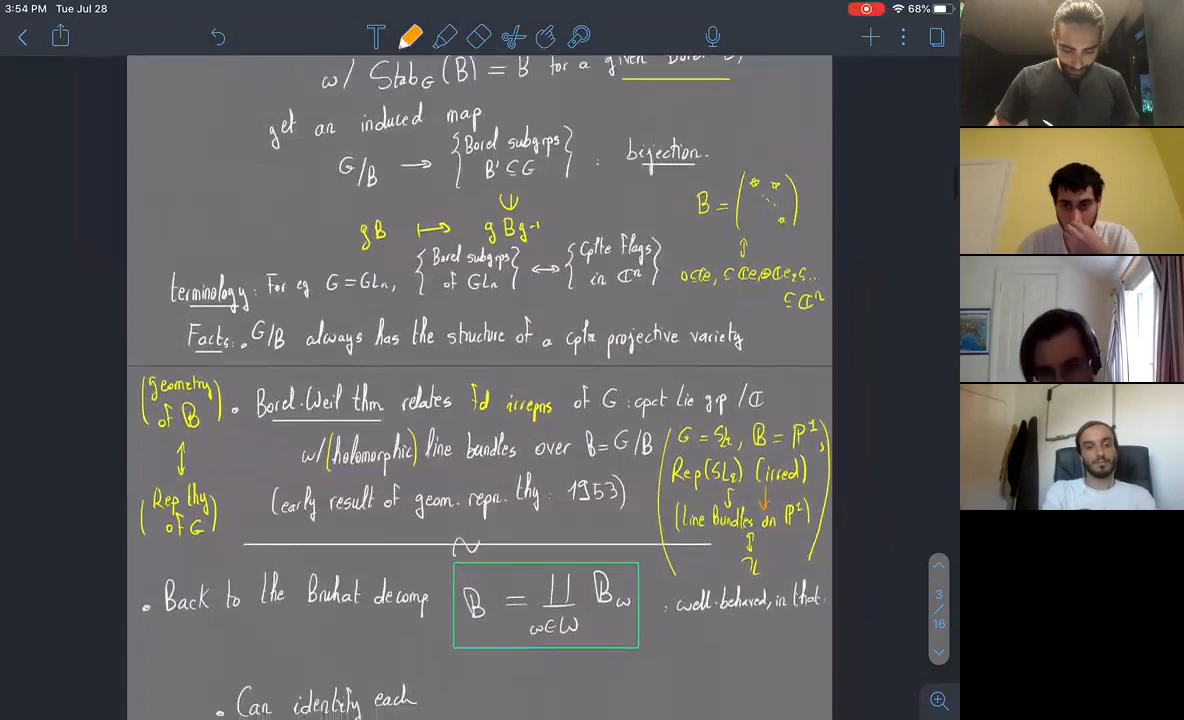 3:54 PM Tue Jul 28
68%
w/ Stab_G (B) = B for a given
get an induced map
G/B → { Borel subgrps B' ⊆ G } : bijection.
gB ↦ gBg⁻¹
B =
terminology: For eg G = GLn, { Borel subgrps of GLn } ↔ { Cplte Flags in ℂⁿ }
0 ⊆ ℂe₁ ⊆ ℂe₁⊕ℂe₂ ⊆ ...
⊆ ℂⁿ
Facts: • G/B always has the structure of a cplx projective variety
(geometry of 𝔹)
↕
(Rep thy of G)
• Borel-Weil thm relates fd irrepns of G: cpct Lie grp /ℂ
w/ (holomorphic) line bundles over 𝔹 = G/B
(early result of geom. repn. thy: 1953)
(G = SL₂, 𝔹 = ℙ¹,
Rep(SL₂) (irred)
↓
(Line Bundles on ℙ¹)
↕
ℤ
• Back to the Bruhat decomp
𝔹 = ∐ 𝔹_w
w∈W
: well-behaved, in that.
• Can identify each
3
/
16